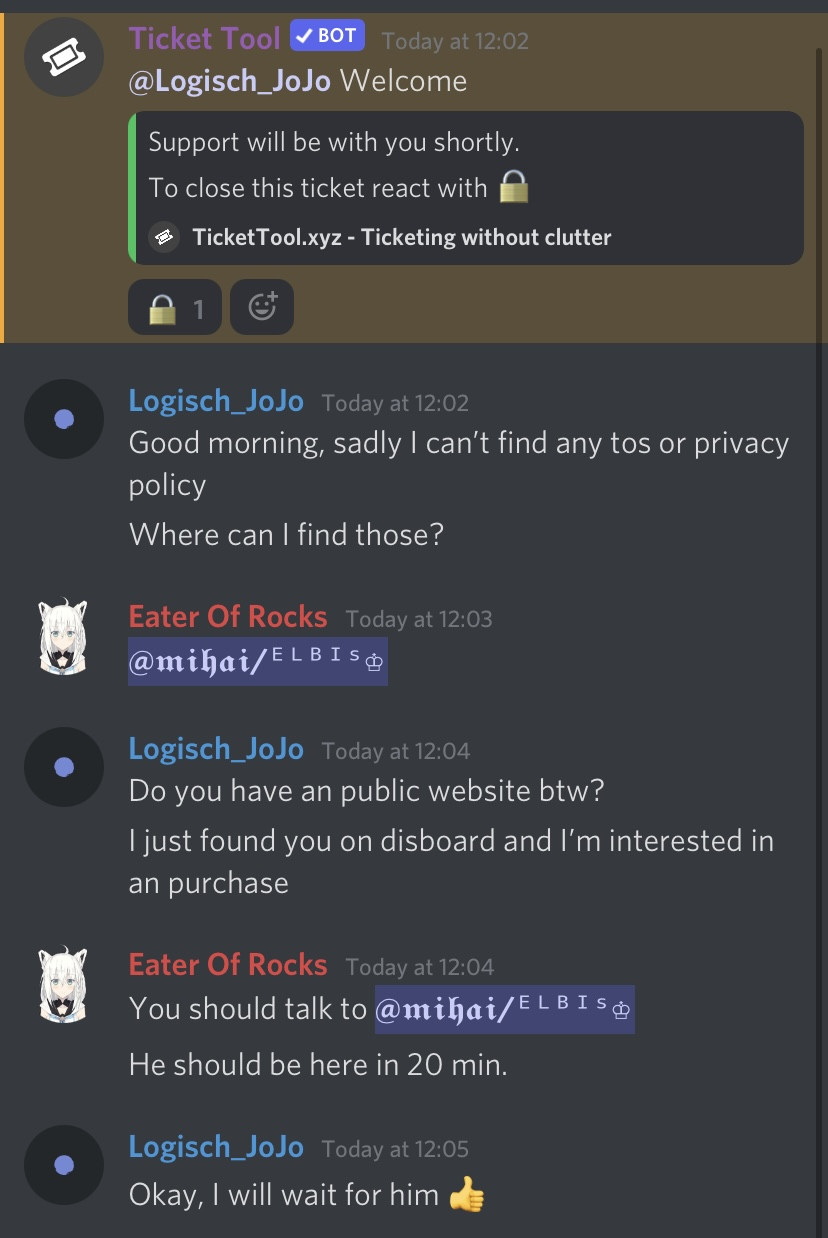 Ticket Tool ✓ BOT Today at 12:02
@Logisch_JoJo Welcome
Support will be with you shortly.
To close this ticket react with 🔒
TicketTool.xyz - Ticketing without clutter
🔒 1
Logisch_JoJo Today at 12:02
Good morning, sadly I can’t find any tos or privacy
policy
Where can I find those?
Eater Of Rocks Today at 12:03
@𝖒𝖎𝖍𝖆𝖎/ᴱᴸᴮᴵˢ♔
Logisch_JoJo Today at 12:04
Do you have an public website btw?
I just found you on disboard and I’m interested in
an purchase
Eater Of Rocks Today at 12:04
You should talk to @𝖒𝖎𝖍𝖆𝖎/ᴱᴸᴮᴵˢ♔
He should be here in 20 min.
Logisch_JoJo Today at 12:05
Okay, I will wait for him 👍